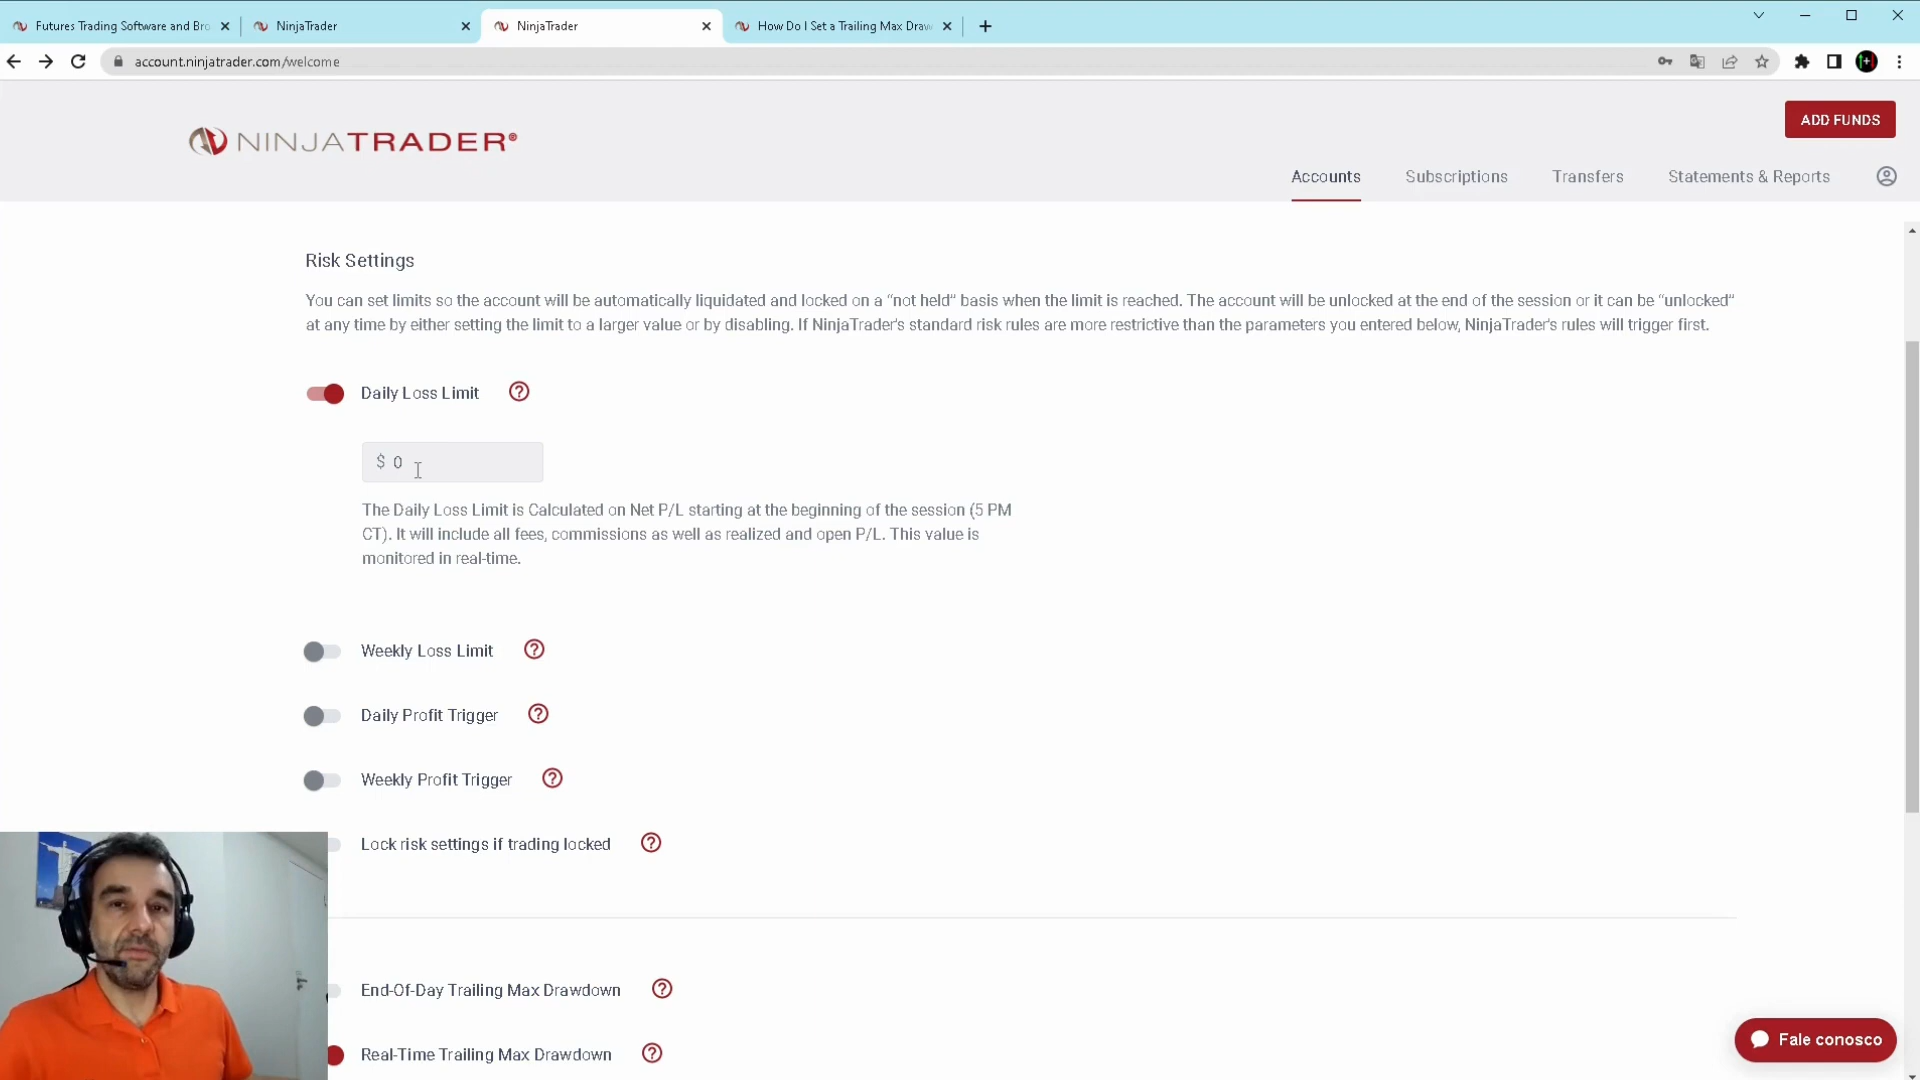 Futures Trading Software and Bro
NinjaTrader
NinjaTrader
How Do I Set a Trailing Max Draw
account.ninjatrader.com/welcome
NINJATRADER®
ADD FUNDS
Accounts
Subscriptions
Transfers
Statements & Reports
Risk Settings
You can set limits so the account will be automatically liquidated and locked on a “not held” basis when the limit is reached. The account will be unlocked at the end of the session or it can be “unlocked”
at any time by either setting the limit to a larger value or by disabling. If NinjaTrader's standard risk rules are more restrictive than the parameters you entered below, NinjaTrader's rules will trigger first.
Daily Loss Limit
$ 0
The Daily Loss Limit is Calculated on Net P/L starting at the beginning of the session (5 PM
CT). It will include all fees, commissions as well as realized and open P/L. This value is
monitored in real-time.
Weekly Loss Limit
Daily Profit Trigger
Weekly Profit Trigger
Lock risk settings if trading locked
End-Of-Day Trailing Max Drawdown
Real-Time Trailing Max Drawdown
Fale conosco